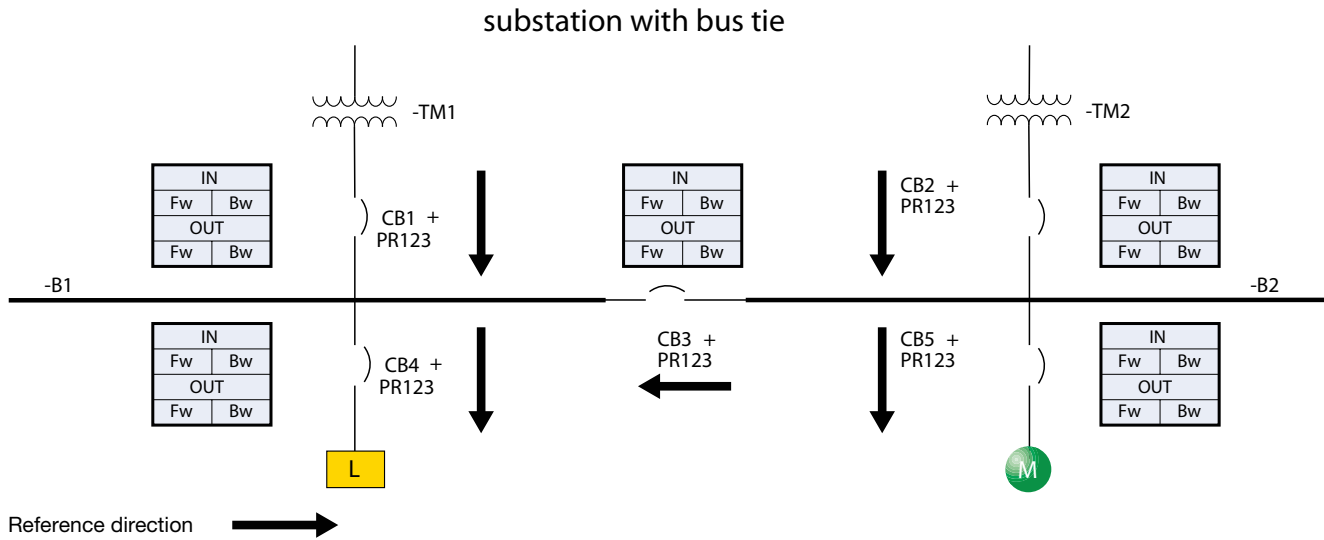 substation with bus tie
-TM1
-TM2
IN
Fw Bw
OUT
Fw Bw
CB1 +
PR123
IN
Fw Bw
OUT
Fw Bw
CB2 +
PR123
IN
Fw Bw
OUT
Fw Bw
-B1
-B2
IN
Fw Bw
OUT
Fw Bw
CB4 +
PR123
CB3 +
PR123
CB5 +
PR123
IN
Fw Bw
OUT
Fw Bw
L
M
Reference direction